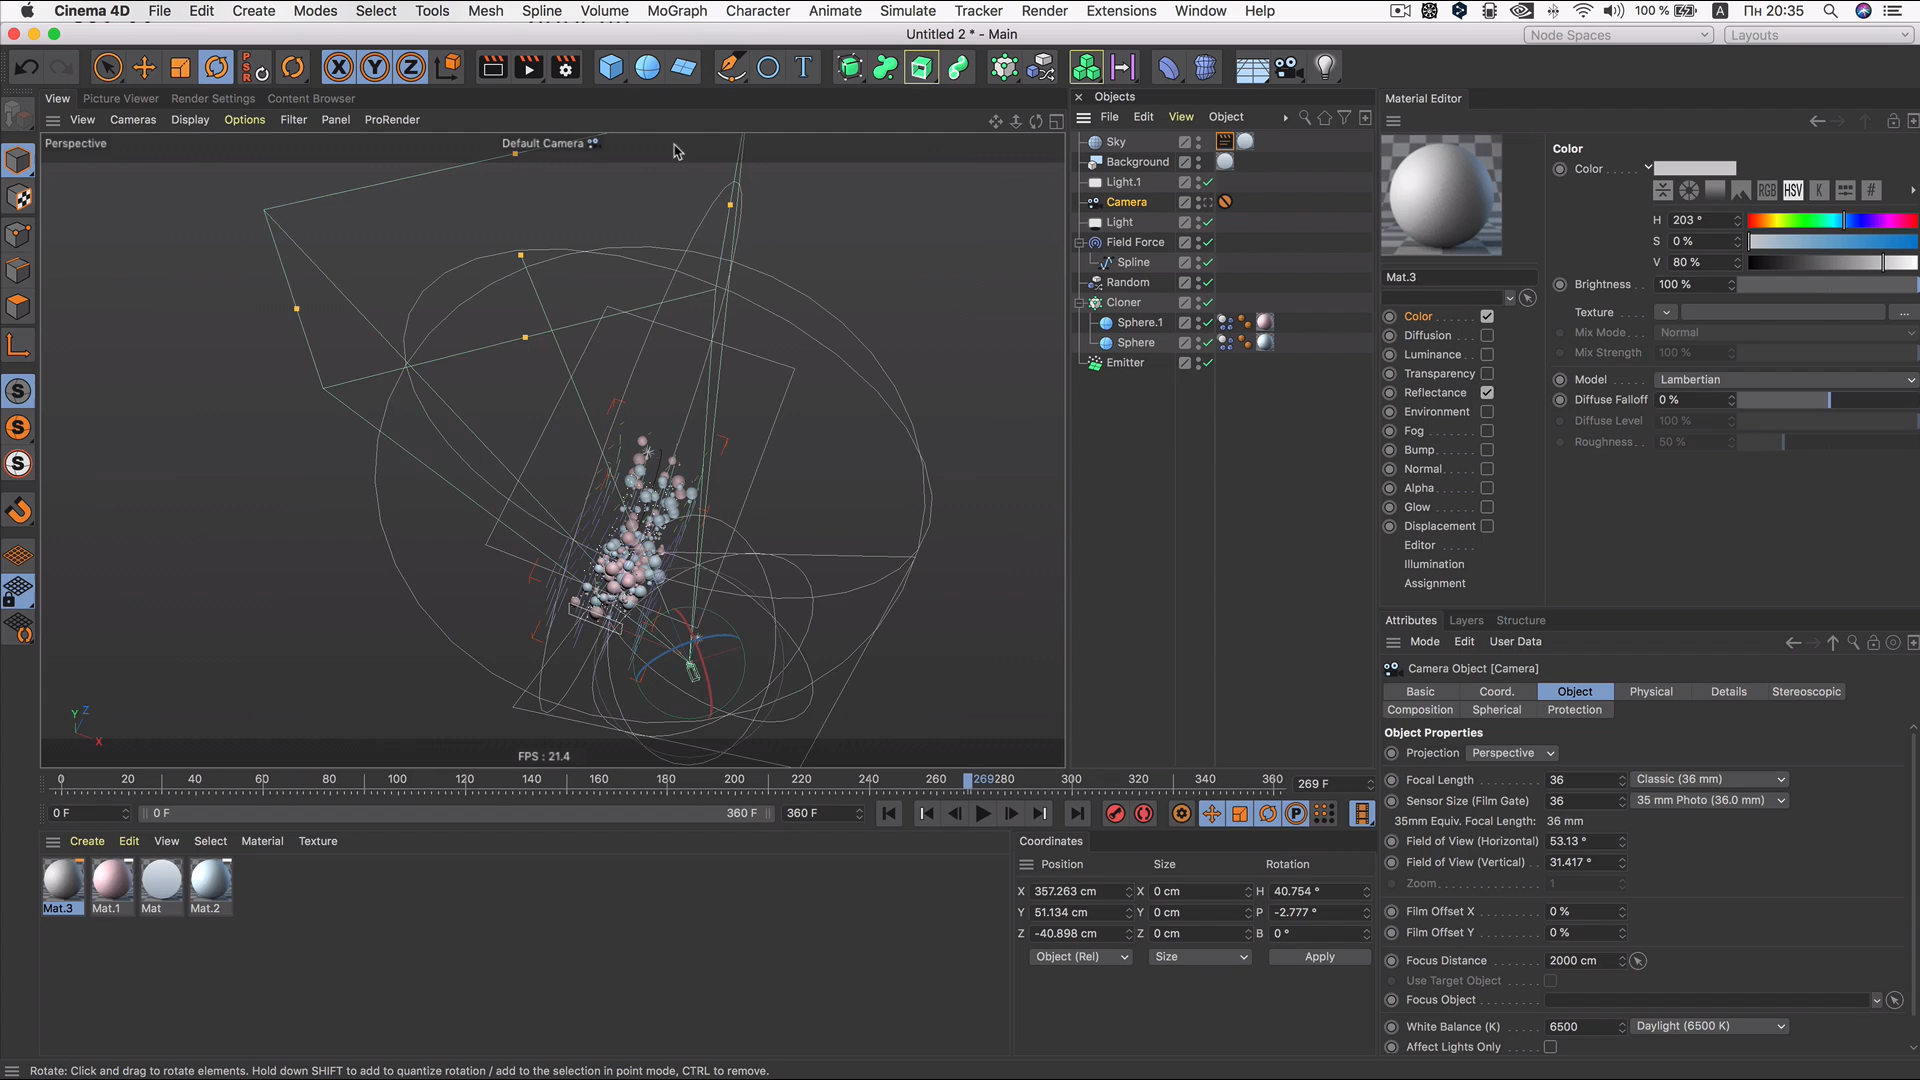 Cinema 4D File Edit Create Modes Select Tools Mesh Spline Volume MoGraph Character Animate Simulate Tracker Render Extensions Window Help 100 % A Пн 20:35
Untitled 2 * - Main
Node Spaces Layouts
PSR X Y Z T
View Picture Viewer Render Settings Content Browser
View Cameras Display Options Filter Panel ProRender
Perspective
Default Camera
FPS : 21.4
Y Z X
0 20 40 60 80 100 120 140 160 180 200 220 240 260 269 280 300 320 340 360 269 F
0 F 0 F 360 F 360 F
Create Edit View Select Material Texture
Mat.3 Mat.1 Mat Mat.2
Objects
File Edit View Object
Sky
Background
Light.1
Camera
Light
Field Force
Spline
Random
Cloner
Sphere.1
Sphere
Emitter
Coordinates
Position Size Rotation
X 357.263 cm X 0 cm H 40.754 °
Y 51.134 cm Y 0 cm P -2.777 °
Z -40.898 cm Z 0 cm B 0 °
Object (Rel) Size Apply
Material Editor
Mat.3
Color
Diffusion
Luminance
Transparency
Reflectance
Environment
Fog
Bump
Normal
Alpha
Glow
Displacement
Editor
Illumination
Assignment
Color
Color
RGB HSV K #
H 203 °
S 0 %
V 80 %
Brightness 100 %
Texture ...
Mix Mode Normal
Mix Strength 100 %
Model Lambertian
Diffuse Falloff 0 %
Diffuse Level 100 %
Roughness 50 %
Attributes Layers Structure
Mode Edit User Data
Camera Object [Camera]
Basic Coord. Object Physical Details Stereoscopic
Composition Spherical Protection
Object Properties
Projection Perspective
Focal Length 36 Classic (36 mm)
Sensor Size (Film Gate) 36 35 mm Photo (36.0 mm)
35mm Equiv. Focal Length: 36 mm
Field of View (Horizontal) 53.13 °
Field of View (Vertical) 31.417 °
Zoom 1
Film Offset X 0 %
Film Offset Y 0 %
Focus Distance 2000 cm
Use Target Object
Focus Object
White Balance (K) 6500 Daylight (6500 K)
Affect Lights Only
Rotate: Click and drag to rotate elements. Hold down SHIFT to add to quantize rotation / add to the selection in point mode, CTRL to remove.